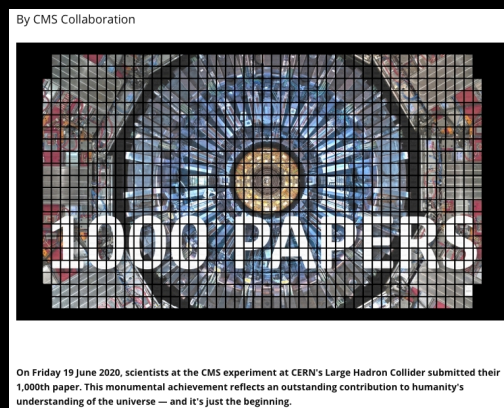 By CMS Collaboration
1000 PAPERS
On Friday 19 June 2020, scientists at the CMS experiment at CERN's Large Hadron Collider submitted their
1,000th paper. This monumental achievement reflects an outstanding contribution to humanity's
understanding of the universe — and it's just the beginning.